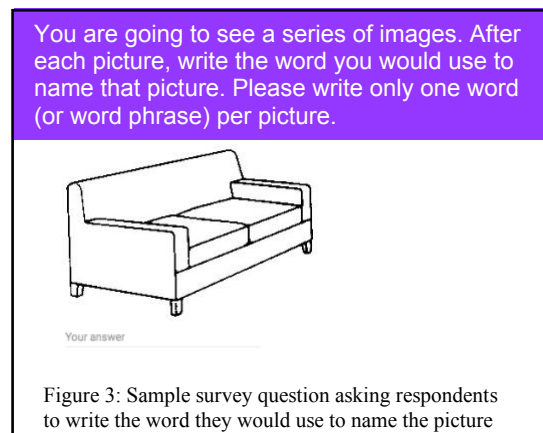 You are going to see a series of images. After
each picture, write the word you would use to
name that picture. Please write only one word
(or word phrase) per picture.
Your answer
Figure 3: Sample survey question asking respondents
to write the word they would use to name the picture